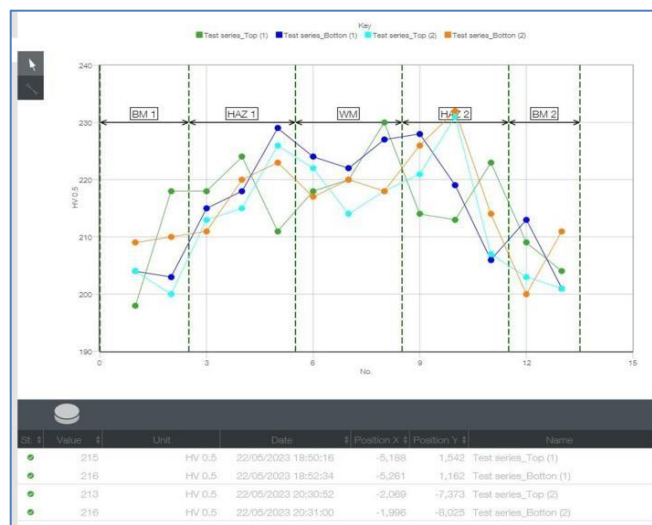 Key
Test series_Top (1) Test series_Botton (1) Test series_Top (2) Test series_Botton (2)
240
BM 1 HAZ 1 WM HAZ 2 BM 2
230
220
HV 0.5
210
200
190
0 3 6 9 12 15
No.
St. Value Unit Date Position X Position Y Name
215 HV 0.5 22/05/2023 18:50:16 -5,188 1,542 Test series_Top (1)
216 HV 0.5 22/05/2023 18:52:34 -5,261 1,162 Test series_Botton (1)
213 HV 0.5 22/05/2023 20:30:52 -2,069 -7,373 Test series_Top (2)
216 HV 0.5 22/05/2023 20:31:00 -1,996 -8,025 Test series_Botton (2)